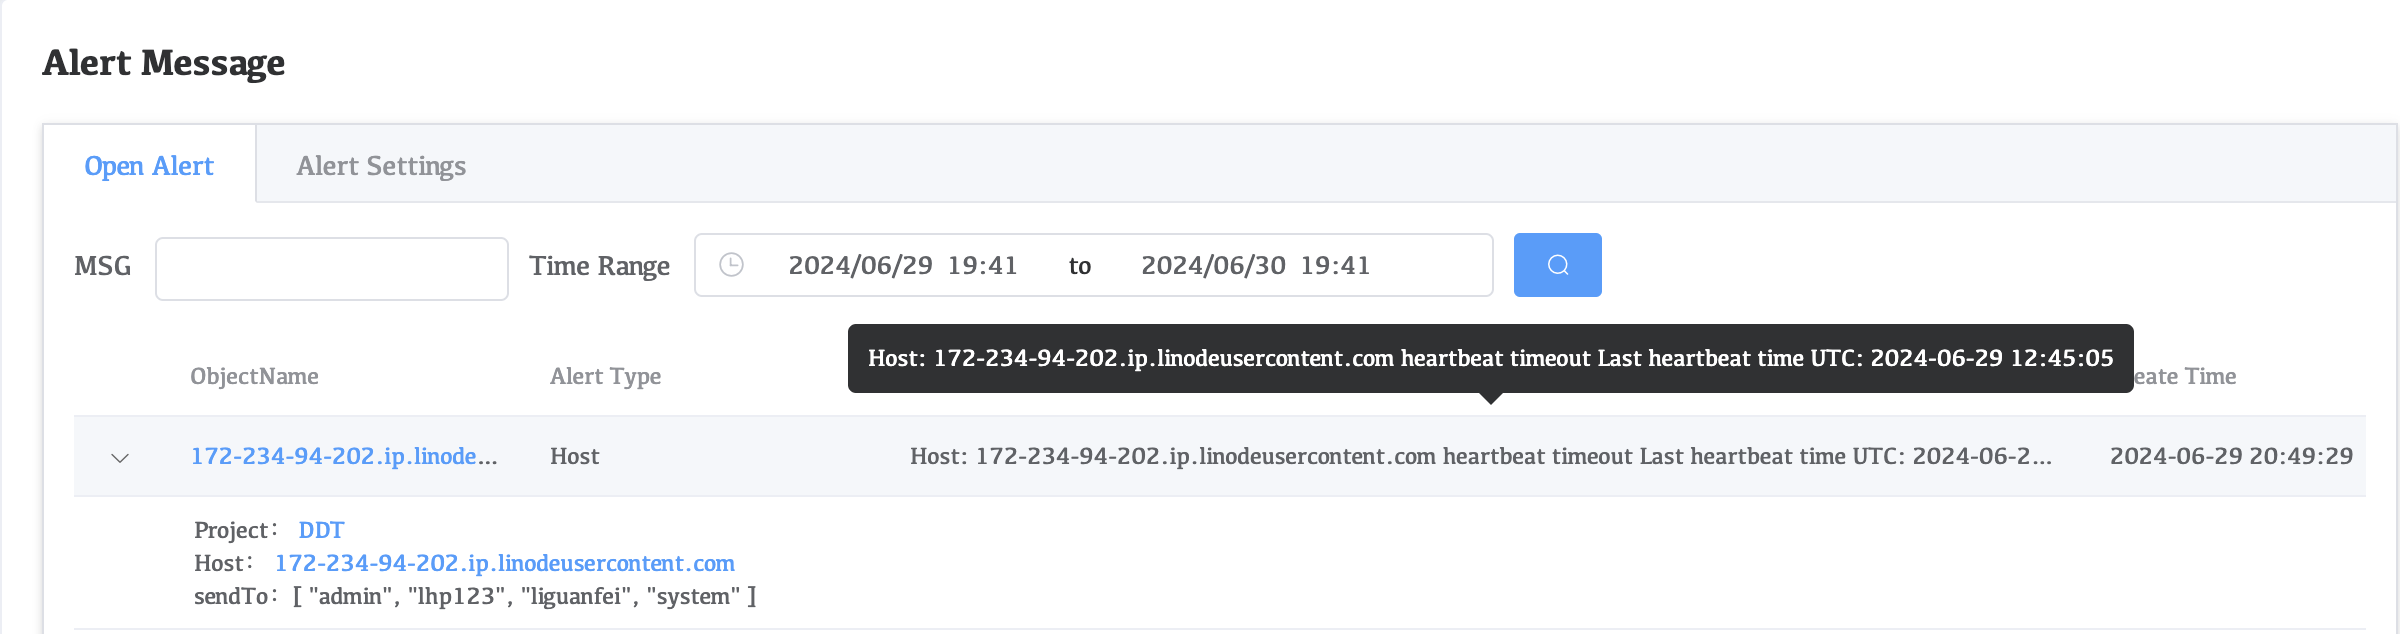 Alert Message
Open Alert Alert Settings
MSG Time Range 2024/06/29 19:41 to 2024/06/30 19:41
Host: 172-234-94-202.ip.linodeusercontent.com heartbeat timeout Last heartbeat time UTC: 2024-06-29 12:45:05
ObjectName Alert Type eate Time
172-234-94-202.ip.linode... Host Host: 172-234-94-202.ip.linodeusercontent.com heartbeat timeout Last heartbeat time UTC: 2024-06-2... 2024-06-29 20:49:29
Project: DDT
Host: 172-234-94-202.ip.linodeusercontent.com
sendTo: [ "admin", "lhp123", "liguanfei", "system" ]